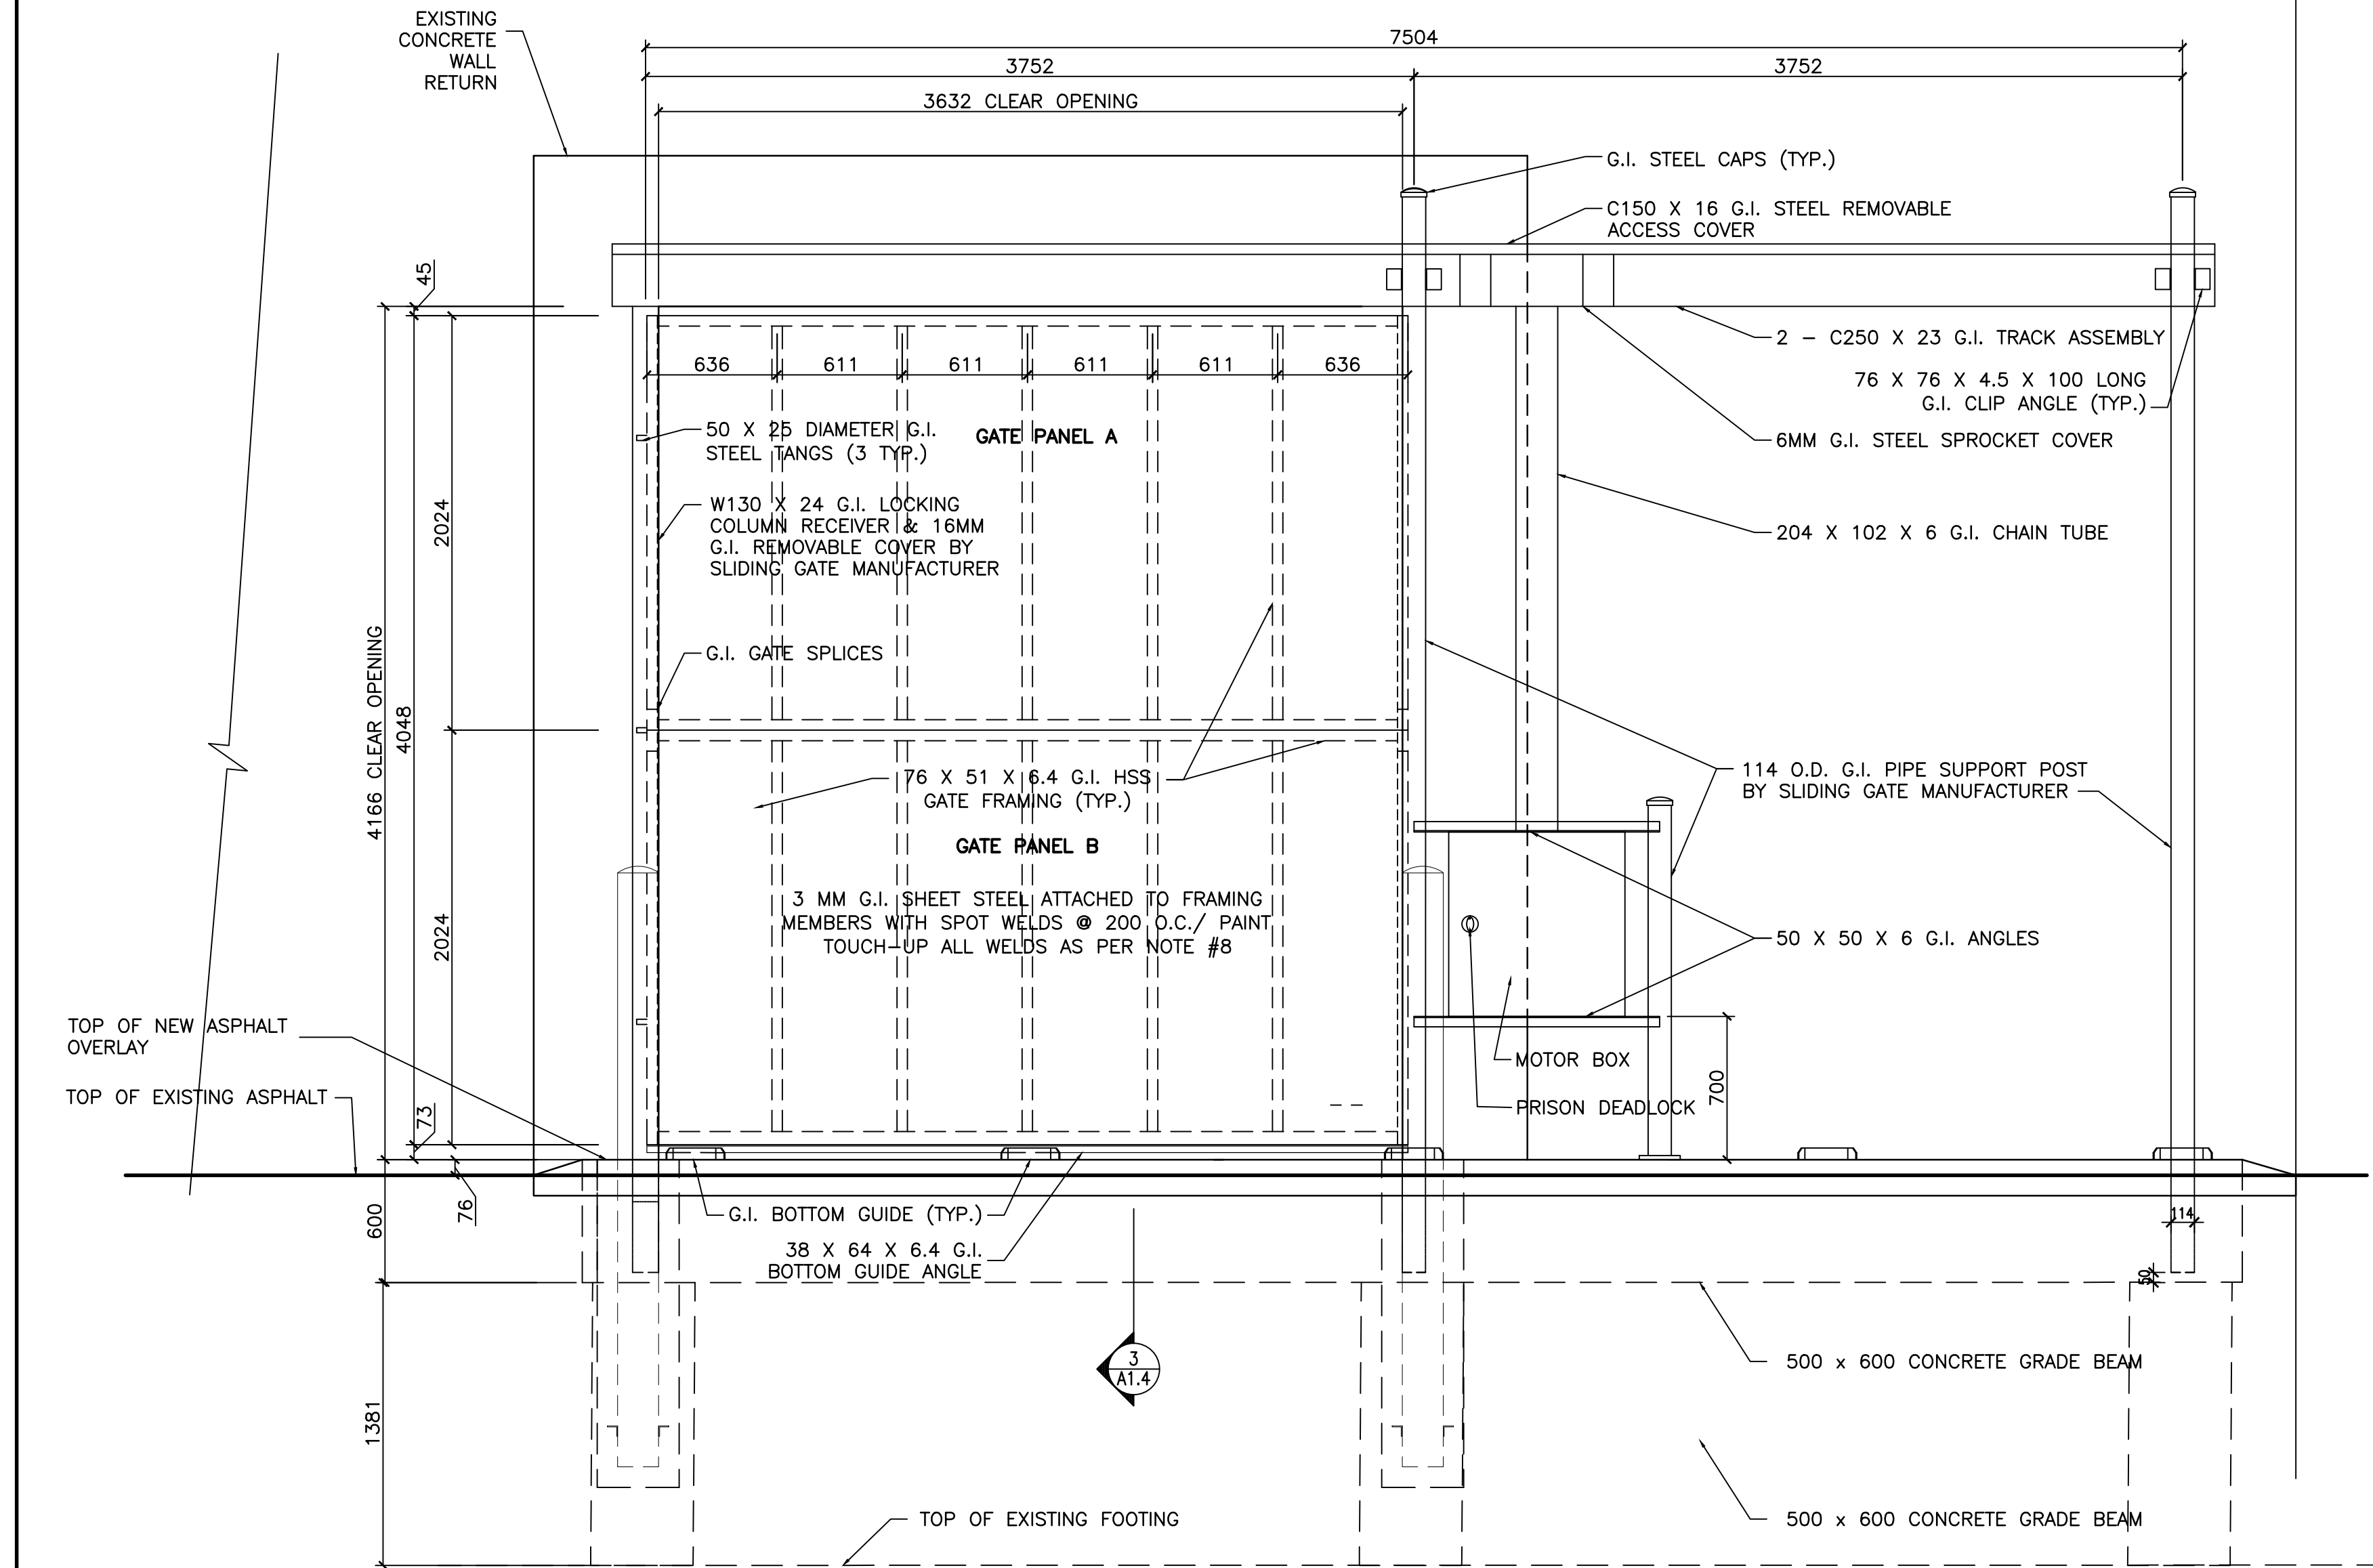 EXISTING
CONCRETE
WALL
RETURN
7504
3752
3752
3632 CLEAR OPENING
G.I. STEEL CAPS (TYP.)
C150 X 16 G.I. STEEL REMOVABLE
ACCESS COVER
45
2 - C250 X 23 G.I. TRACK ASSEMBLY
76 X 76 X 4.5 X 100 LONG
G.I. CLIP ANGLE (TYP.)
6MM G.I. STEEL SPROCKET COVER
636
611
611
611
611
636
50 X 25 DIAMETER G.I.
STEEL TANGS (3 TYP.)
GATE PANEL A
W130 X 24 G.I. LOCKING
COLUMN RECEIVER & 16MM
G.I. REMOVABLE COVER BY
SLIDING GATE MANUFACTURER
2024
204 X 102 X 6 G.I. CHAIN TUBE
G.I. GATE SPLICES
4166 CLEAR OPENING
4048
76 X 51 X 6.4 G.I. HSS
GATE FRAMING (TYP.)
114 O.D. G.I. PIPE SUPPORT POST
BY SLIDING GATE MANUFACTURER
GATE PANEL B
3 MM G.I. SHEET STEEL ATTACHED TO FRAMING
MEMBERS WITH SPOT WELDS @ 200 O.C./ PAINT
TOUCH-UP ALL WELDS AS PER NOTE #8
2024
50 X 50 X 6 G.I. ANGLES
TOP OF NEW ASPHALT
OVERLAY
MOTOR BOX
700
TOP OF EXISTING ASPHALT
73
PRISON DEADLOCK
76
600
G.I. BOTTOM GUIDE (TYP.)
38 X 64 X 6.4 G.I.
BOTTOM GUIDE ANGLE
114
50
3
A1.4
500 x 600 CONCRETE GRADE BEAM
1381
TOP OF EXISTING FOOTING
500 x 600 CONCRETE GRADE BEAM